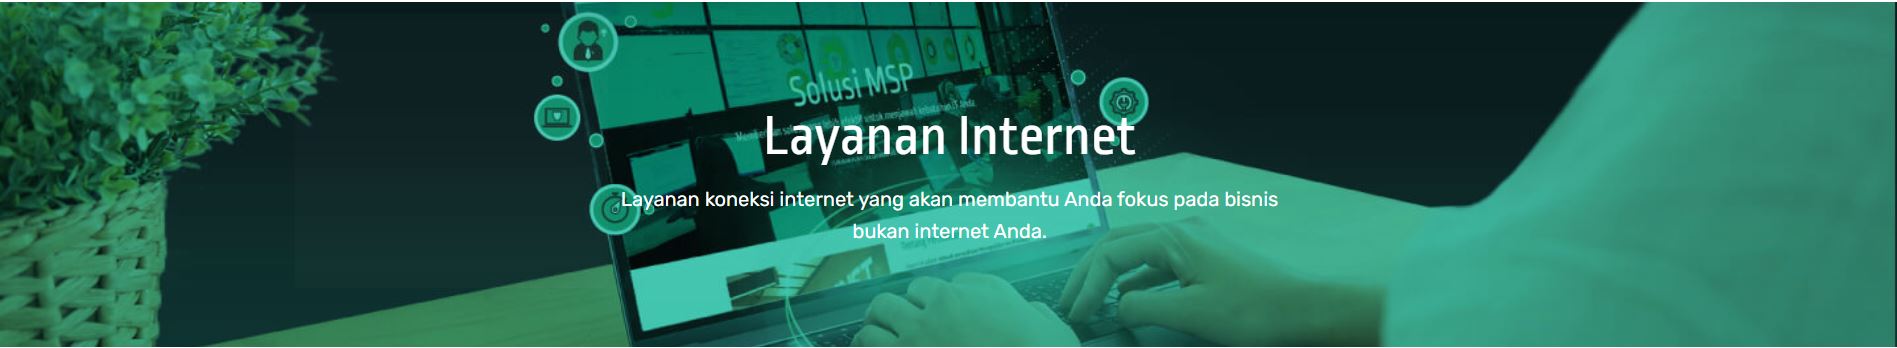 Solusi MSP
Layanan Internet
Layanan koneksi internet yang akan membantu Anda fokus pada bisnis
bukan internet Anda.